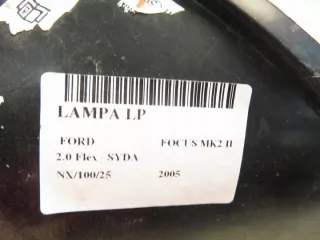 LAMPA LP
FORD FOCUS MK2 II
2.0 Flex SYDA
NX/100/25 2005